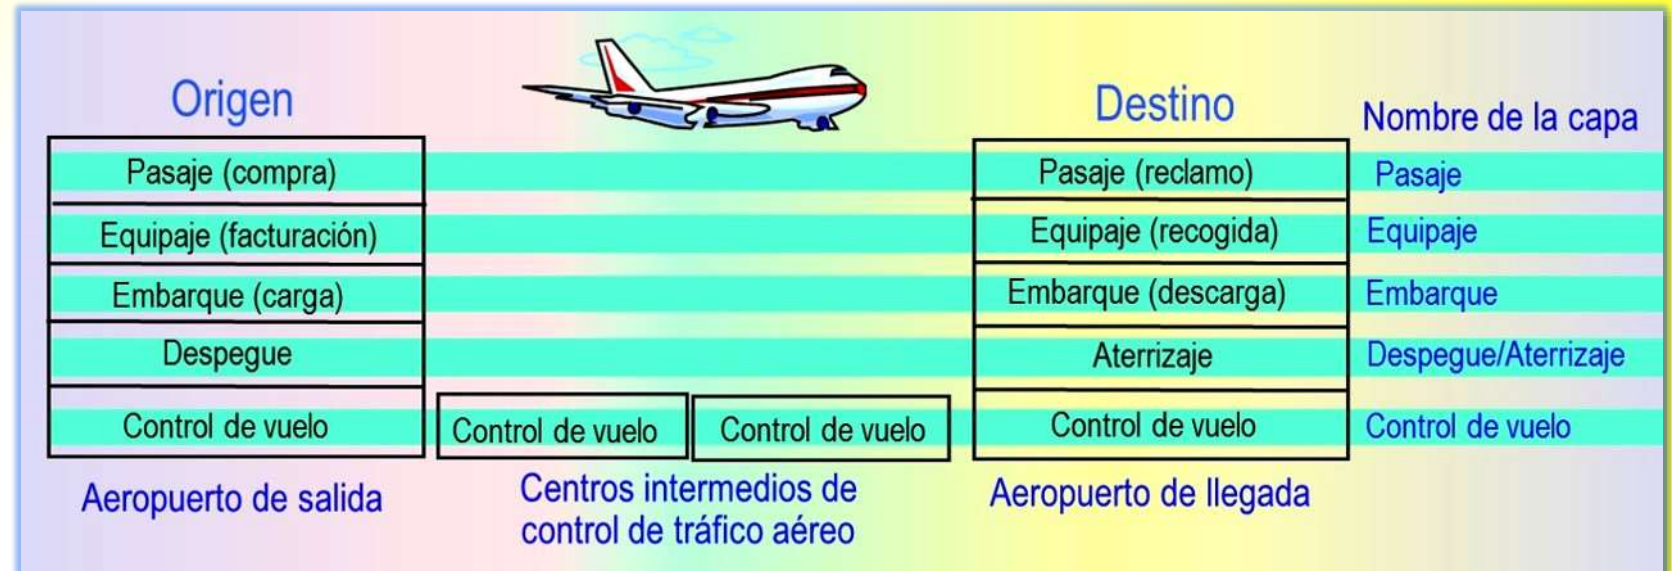 Origen
Destino
Nombre de la capa
Pasaje (compra)
Pasaje (reclamo)
Pasaje
Equipaje (facturación)
Equipaje (recogida)
Equipaje
Embarque (carga)
Embarque (descarga)
Embarque
Despegue
Aterrizaje
Despegue/Aterrizaje
Control de vuelo
Control de vuelo
Control de vuelo
Control de vuelo
Control de vuelo
Aeropuerto de salida
Centros intermedios de
control de tráfico aéreo
Aeropuerto de llegada